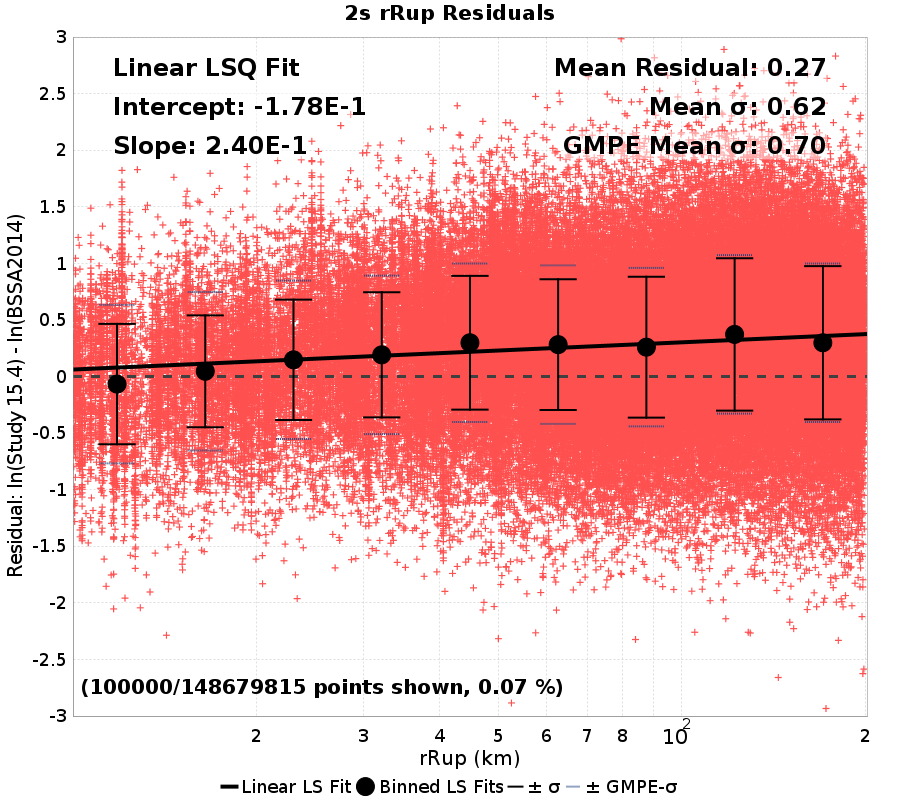 2s rRup Residuals
Linear LSQ Fit
Intercept: -1.78E-1
Slope: 2.40E-1
Mean Residual: 0.27
Mean σ: 0.62
GMPE Mean σ: 0.70
Residual: ln(Study 15.4) - ln(BSSA2014)
3
2.5
2
1.5
1
0.5
0
-0.5
-1
-1.5
-2
-2.5
-3
(100000/148679815 points shown, 0.07 %)
2 3 4 5 6 7 8 10² 2
rRup (km)
Linear LS Fit Binned LS Fits ± σ ± GMPE-σ